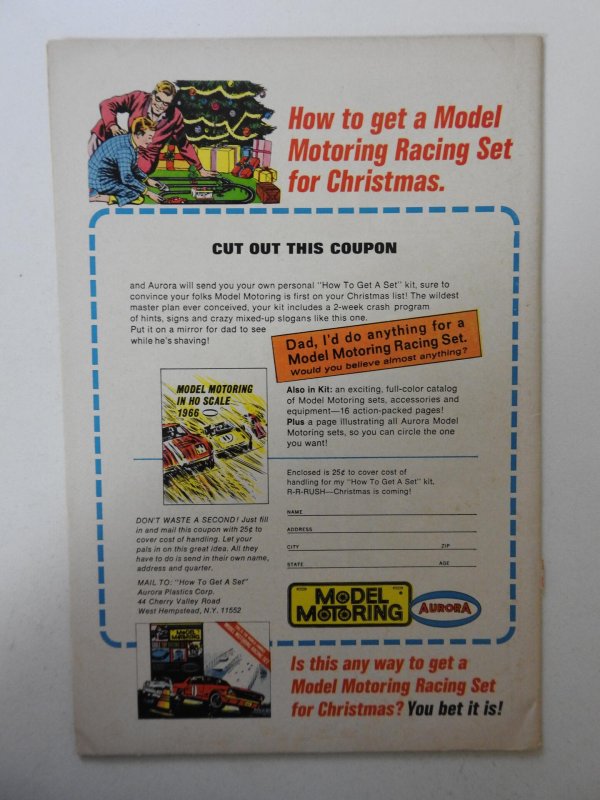 How to get a Model
Motoring Racing Set
for Christmas.
CUT OUT THIS COUPON
and Aurora will send you your own personal "How To Get A Set" kit, sure to
convince your folks Model Motoring is first on your Christmas list! The wildest
master plan ever conceived, your kit includes a 2-week crash program
of hints, signs and crazy mixed-up slogans like this one.
Put it on a mirror for dad to see
while he's shaving!
Dad, I'd do anything for a
Model Motoring Racing Set.
Would you believe almost anything?
MODEL MOTORING
IN HO SCALE
1966
Also in Kit: an exciting, full-color catalog
of Model Motoring sets, accessories and
equipment—16 action-packed pages!
Plus a page illustrating all Aurora Model
Motoring sets, so you can circle the one
you want!
Enclosed is 25¢ to cover cost of
handling for my "How To Get A Set" kit,
R-R-RUSH—Christmas is coming!
NAME
ADDRESS
CITY ZIP
STATE AGE
DON'T WASTE A SECOND! Just fill
in and mail this coupon with 25¢ to
cover cost of handling. Let your
pals in on this great idea. All they
have to do is send in their own name,
address and quarter.
MAIL TO: "How To Get A Set"
Aurora Plastics Corp.
44 Cherry Valley Road
West Hempstead, N.Y. 11552
MODEL
MOTORING
AURORA
MODEL
MOTORING
Is this any way to get a
Model Motoring Racing Set
for Christmas? You bet it is!